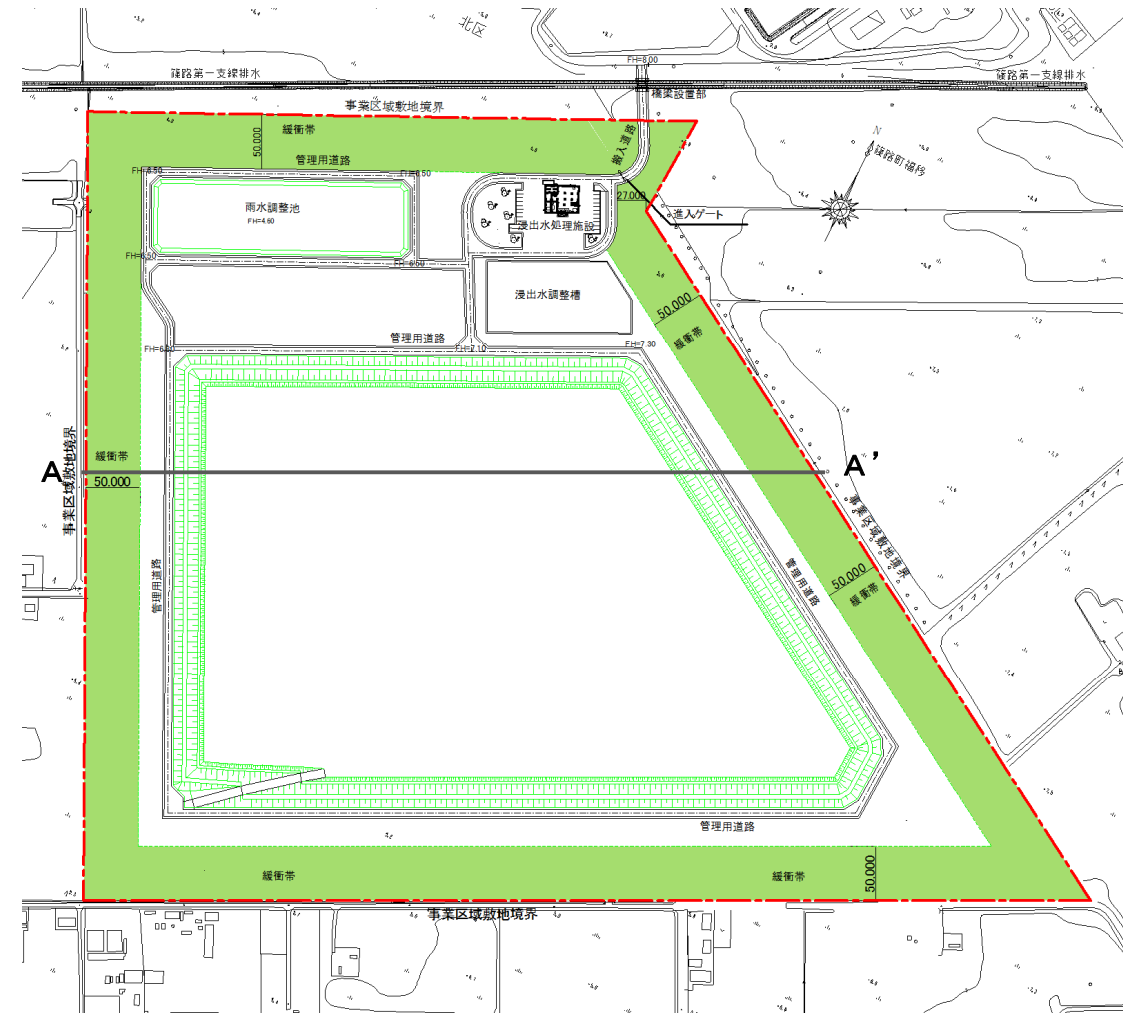 北区
FH=8.00
篠路第一支線排水
篠路第一支線排水
橋梁設置部
事業区域敷地境界
緩衝帯
50.000
搬入道路
管理用道路
N
篠路町福移
FH=6.50
FH=6.50
27.000
雨水調整池
FH=4.60
浸出水処理施設
進入ゲート
FH=6.50
FH=6.50
浸出水調整槽
50.000
緩衝帯
管理用道路
FH=7.10
FH=7.30
事業区域敷地境界
緩衝帯
A
A'
50.000
事業区域敷地境界
管理用道路
管理用道路
50.000
緩衝帯
管理用道路
緩衝帯
緩衝帯
50.000
事業区域敷地境界